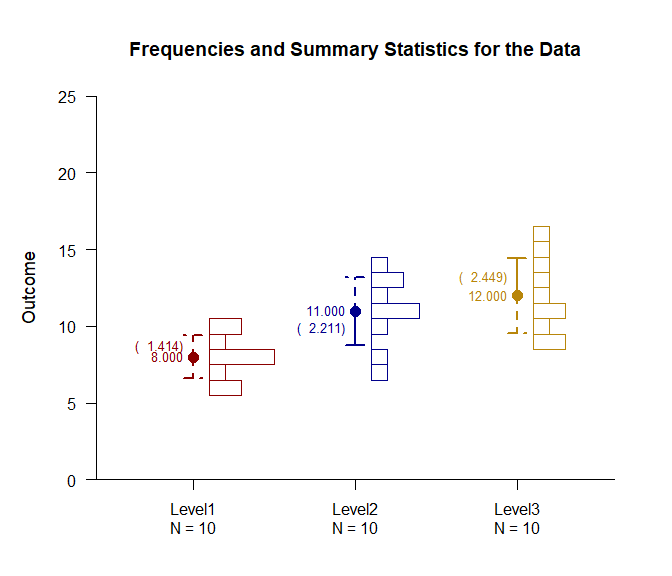 Frequencies and Summary Statistics for the Data
Outcome
25
20
15
10
5
0
(  1.414)
8.000
11.000
(  2.211)
(  2.449)
12.000
Level1
N = 10
Level2
N = 10
Level3
N = 10